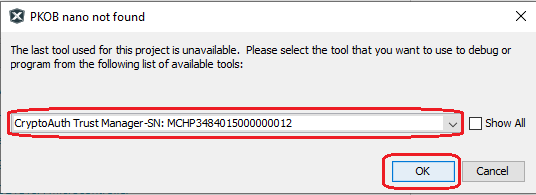 PKOB nano not found
The last tool used for this project is unavailable.  Please select the tool that you want to use to debug or
program from the following list of available tools:
CryptoAuth Trust Manager-SN: MCHP3484015000000012
Show All
OK
Cancel